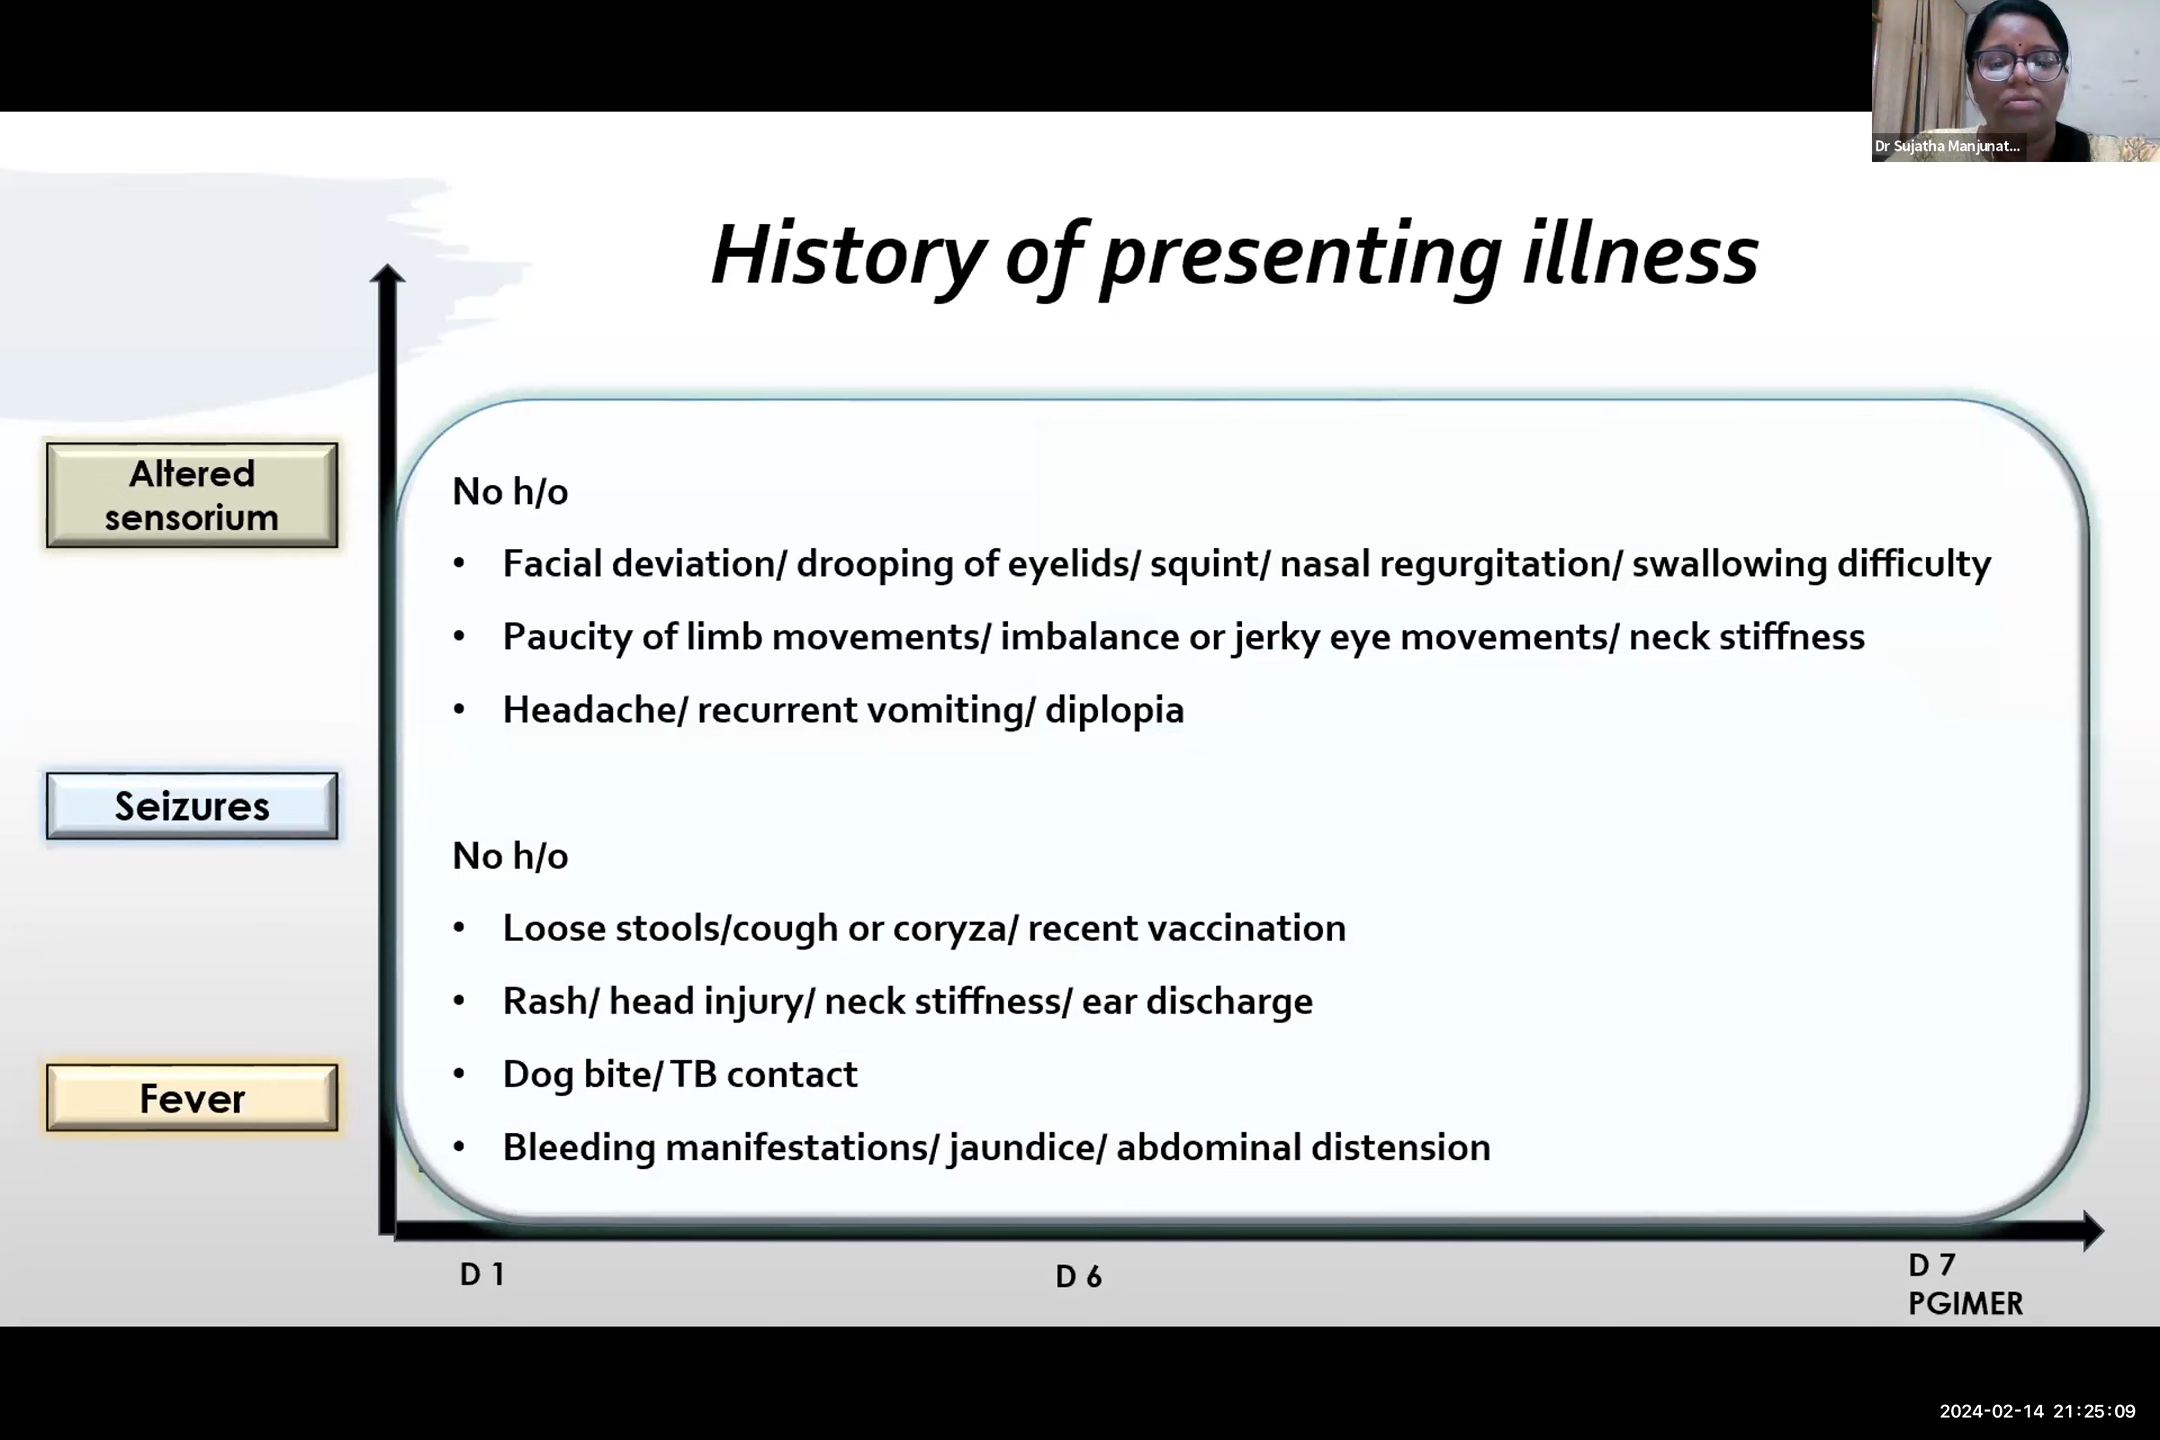 Dr Sujatha Manjunat...
History of presenting illness
Altered
sensorium
Seizures
Fever
No h/o
• Facial deviation/ drooping of eyelids/ squint/ nasal regurgitation/ swallowing difficulty
• Paucity of limb movements/ imbalance or jerky eye movements/ neck stiffness
• Headache/ recurrent vomiting/ diplopia
No h/o
• Loose stools/cough or coryza/ recent vaccination
• Rash/ head injury/ neck stiffness/ ear discharge
• Dog bite/ TB contact
• Bleeding manifestations/ jaundice/ abdominal distension
D 1
D 6
D 7
PGIMER
2024-02-14 21:25:09